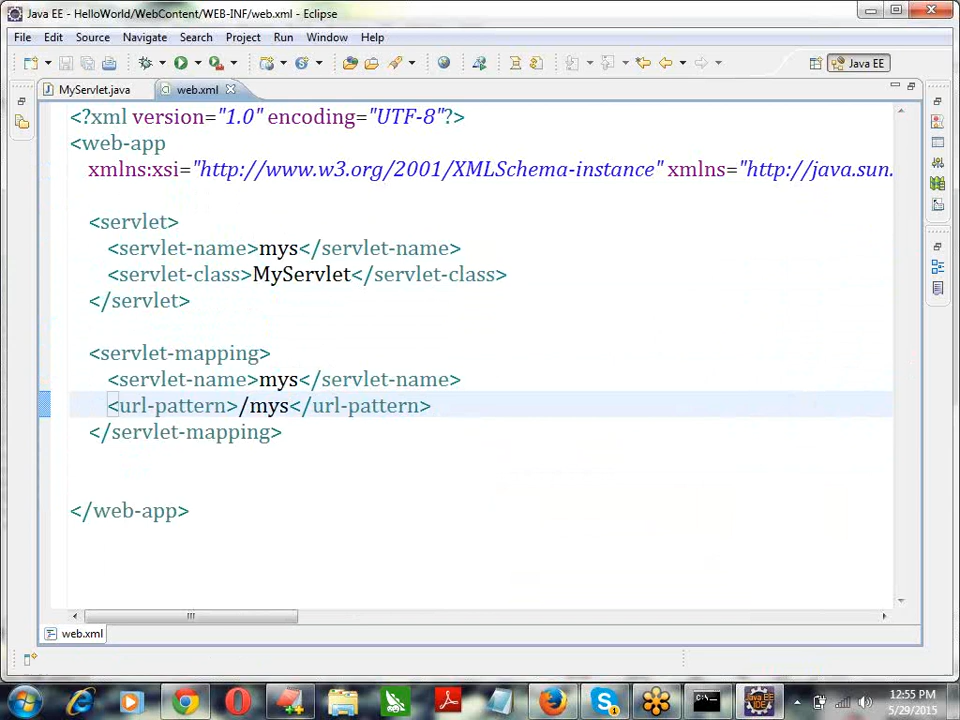 Java EE - HelloWorld/WebContent/WEB-INF/web.xml - Eclipse
File Edit Source Navigate Search Project Run Window Help
Java EE
MyServlet.java web.xml
<?xml version="1.0" encoding="UTF-8"?>
<web-app
xmlns:xsi="http://www.w3.org/2001/XMLSchema-instance" xmlns="http://java.sun.
<servlet>
<servlet-name>mys</servlet-name>
<servlet-class>MyServlet</servlet-class>
</servlet>
<servlet-mapping>
<servlet-name>mys</servlet-name>
<url-pattern>/mys</url-pattern>
</servlet-mapping>
</web-app>
web.xml
12:55 PM
5/29/2015